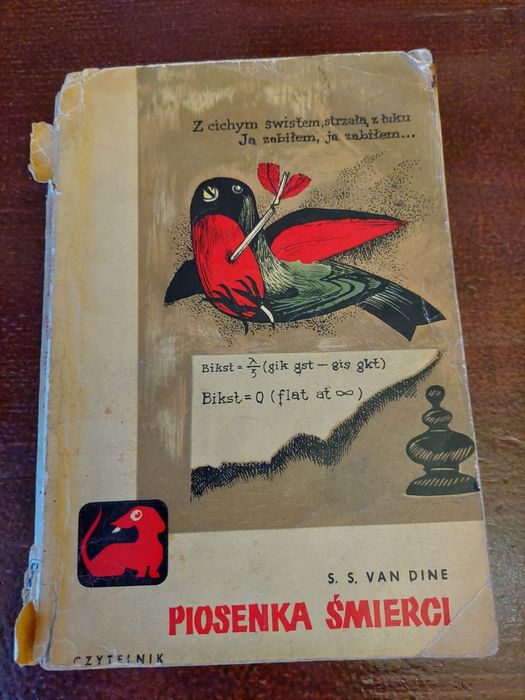 Z cichym świstem, strzałą, z łuku
Ja zabiłem, ja zabiłem...
Bikst = λ/3 (gik gst — gis gkt)
Bikst = 0 (flat at ∞)
S. S. VAN DINE
PIOSENKA ŚMIERCI
CZYTELNIK